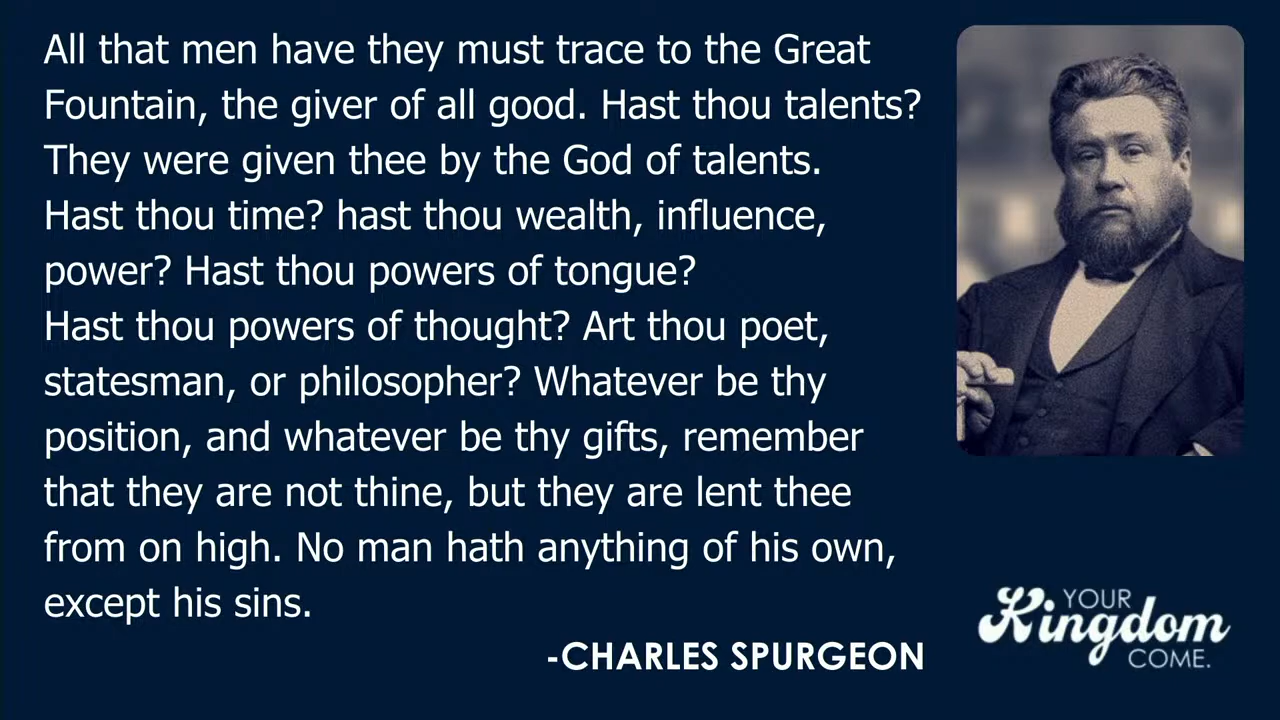 All that men have they must trace to the Great
Fountain, the giver of all good. Hast thou talents?
They were given thee by the God of talents.
Hast thou time? hast thou wealth, influence,
power? Hast thou powers of tongue?
Hast thou powers of thought? Art thou poet,
statesman, or philosopher? Whatever be thy
position, and whatever be thy gifts, remember
that they are not thine, but they are lent thee
from on high. No man hath anything of his own,
except his sins.
-CHARLES SPURGEON
YOUR
Kingdom
COME.